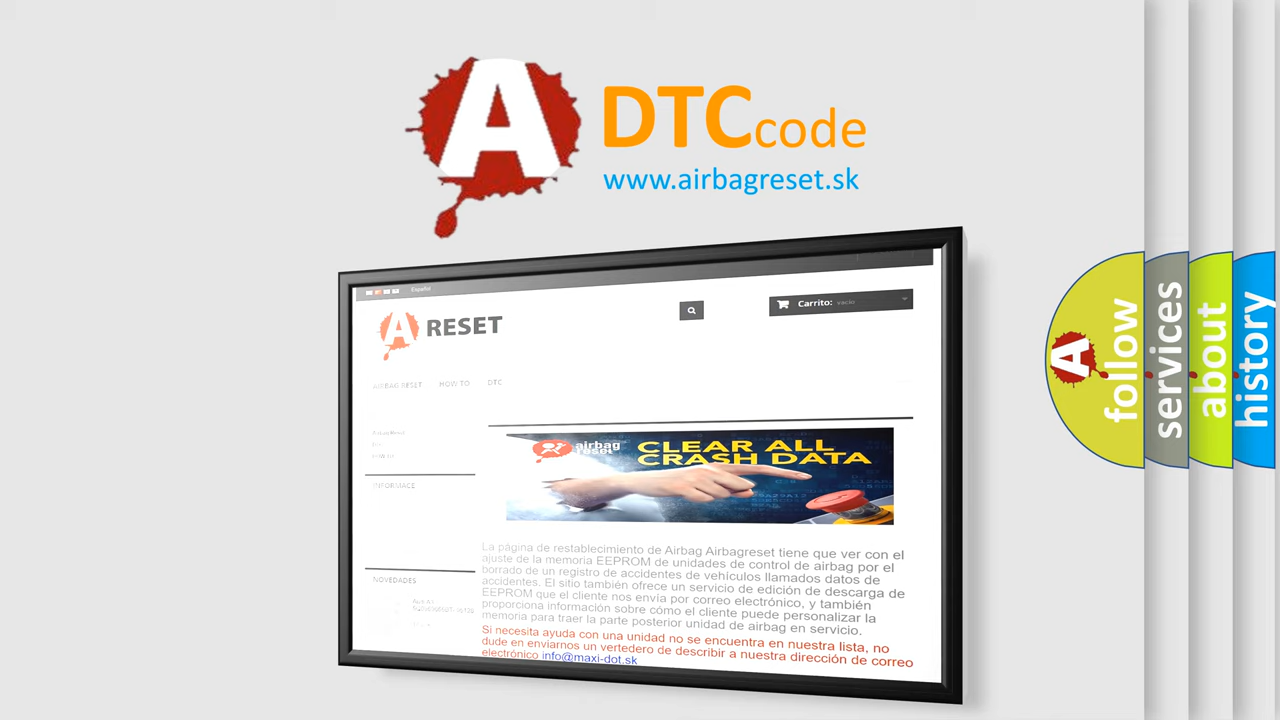 A DTC code
www.airbagreset.sk
Español
A RESET
Carrito: vacío
AIRBAG RESET HOW TO DTC
airbag reset
CLEAR ALL
CRASH DATA
INFORMACE
La página de restablecimiento de Airbag Airbagreset tiene que ver con el
ajuste de la memoria EEPROM de unidades de control de airbag por el
borrado de un registro de accidentes de vehículos llamados datos de
accidentes. El sitio también ofrece un servicio de edición de descarga de
EEPROM que el cliente nos envía por correo electrónico, y también
proporciona información sobre cómo el cliente puede personalizar la
memoria para traer la parte posterior unidad de airbag en servicio.
Si necesita ayuda con una unidad no se encuentra en nuestra lista, no
dude en enviarnos un vertedero de describir a nuestra dirección de correo
electrónico info@maxi-dot.sk
NOVEDADES
A follow
services
about
history